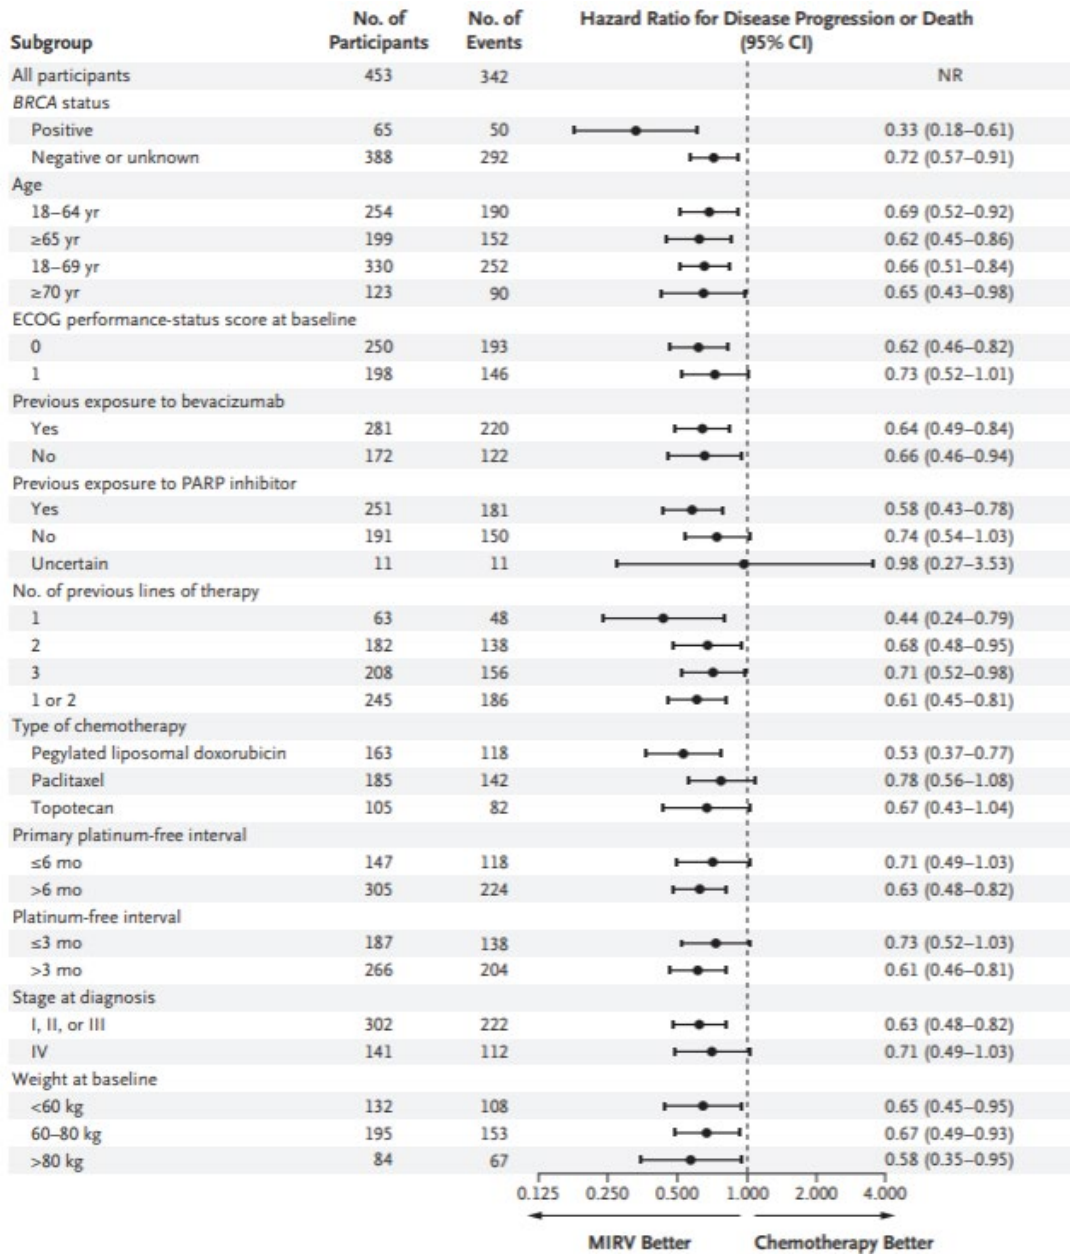 Subgroup No. of Participants No. of Events Hazard Ratio for Disease Progression or Death (95% CI)
All participants 453 342 NR
BRCA status
Positive 65 50 0.33 (0.18–0.61)
Negative or unknown 388 292 0.72 (0.57–0.91)
Age
18–64 yr 254 190 0.69 (0.52–0.92)
≥65 yr 199 152 0.62 (0.45–0.86)
18–69 yr 330 252 0.66 (0.51–0.84)
≥70 yr 123 90 0.65 (0.43–0.98)
ECOG performance-status score at baseline
0 250 193 0.62 (0.46–0.82)
1 198 146 0.73 (0.52–1.01)
Previous exposure to bevacizumab
Yes 281 220 0.64 (0.49–0.84)
No 172 122 0.66 (0.46–0.94)
Previous exposure to PARP inhibitor
Yes 251 181 0.58 (0.43–0.78)
No 191 150 0.74 (0.54–1.03)
Uncertain 11 11 0.98 (0.27–3.53)
No. of previous lines of therapy
1 63 48 0.44 (0.24–0.79)
2 182 138 0.68 (0.48–0.95)
3 208 156 0.71 (0.52–0.98)
1 or 2 245 186 0.61 (0.45–0.81)
Type of chemotherapy
Pegylated liposomal doxorubicin 163 118 0.53 (0.37–0.77)
Paclitaxel 185 142 0.78 (0.56–1.08)
Topotecan 105 82 0.67 (0.43–1.04)
Primary platinum-free interval
≤6 mo 147 118 0.71 (0.49–1.03)
>6 mo 305 224 0.63 (0.48–0.82)
Platinum-free interval
≤3 mo 187 138 0.73 (0.52–1.03)
>3 mo 266 204 0.61 (0.46–0.81)
Stage at diagnosis
I, II, or III 302 222 0.63 (0.48–0.82)
IV 141 112 0.71 (0.49–1.03)
Weight at baseline
<60 kg 132 108 0.65 (0.45–0.95)
60–80 kg 195 153 0.67 (0.49–0.93)
>80 kg 84 67 0.58 (0.35–0.95)
0.125 0.250 0.500 1.000 2.000 4.000
MIRV Better Chemotherapy Better